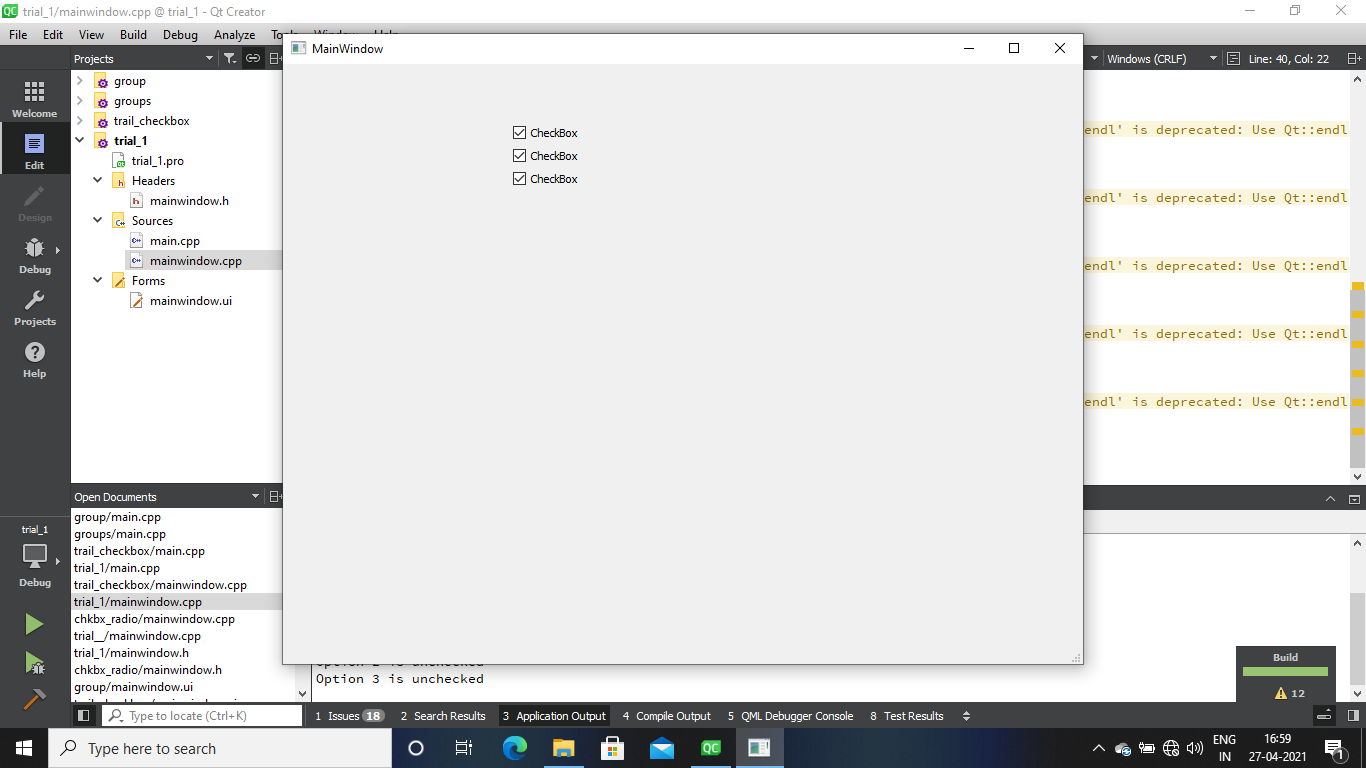 trial_1/mainwindow.cpp @ trial_1 - Qt Creator
File Edit View Build Debug Analyze
MainWindow
Projects
Windows (CRLF)
Line: 40, Col: 22
Welcome
Edit
Design
Debug
Projects
Help
group
groups
trail_checkbox
trial_1
trial_1.pro
Headers
mainwindow.h
Sources
main.cpp
mainwindow.cpp
Forms
mainwindow.ui
CheckBox
CheckBox
CheckBox
endl' is deprecated: Use Qt::endl
endl' is deprecated: Use Qt::endl
endl' is deprecated: Use Qt::endl
endl' is deprecated: Use Qt::endl
endl' is deprecated: Use Qt::endl
Open Documents
group/main.cpp
groups/main.cpp
trail_checkbox/main.cpp
trial_1/main.cpp
trail_checkbox/mainwindow.cpp
trial_1/mainwindow.cpp
chkbx_radio/mainwindow.cpp
trial__/mainwindow.cpp
trial_1/mainwindow.h
chkbx_radio/mainwindow.h
group/mainwindow.ui
trial_1
Debug
Option 2 is unchecked
Option 3 is unchecked
Build
12
Type to locate (Ctrl+K)
1 Issues 18
2 Search Results
3 Application Output
4 Compile Output
5 QML Debugger Console
8 Test Results
Type here to search
QC
ENG
IN
16:59
27-04-2021
1